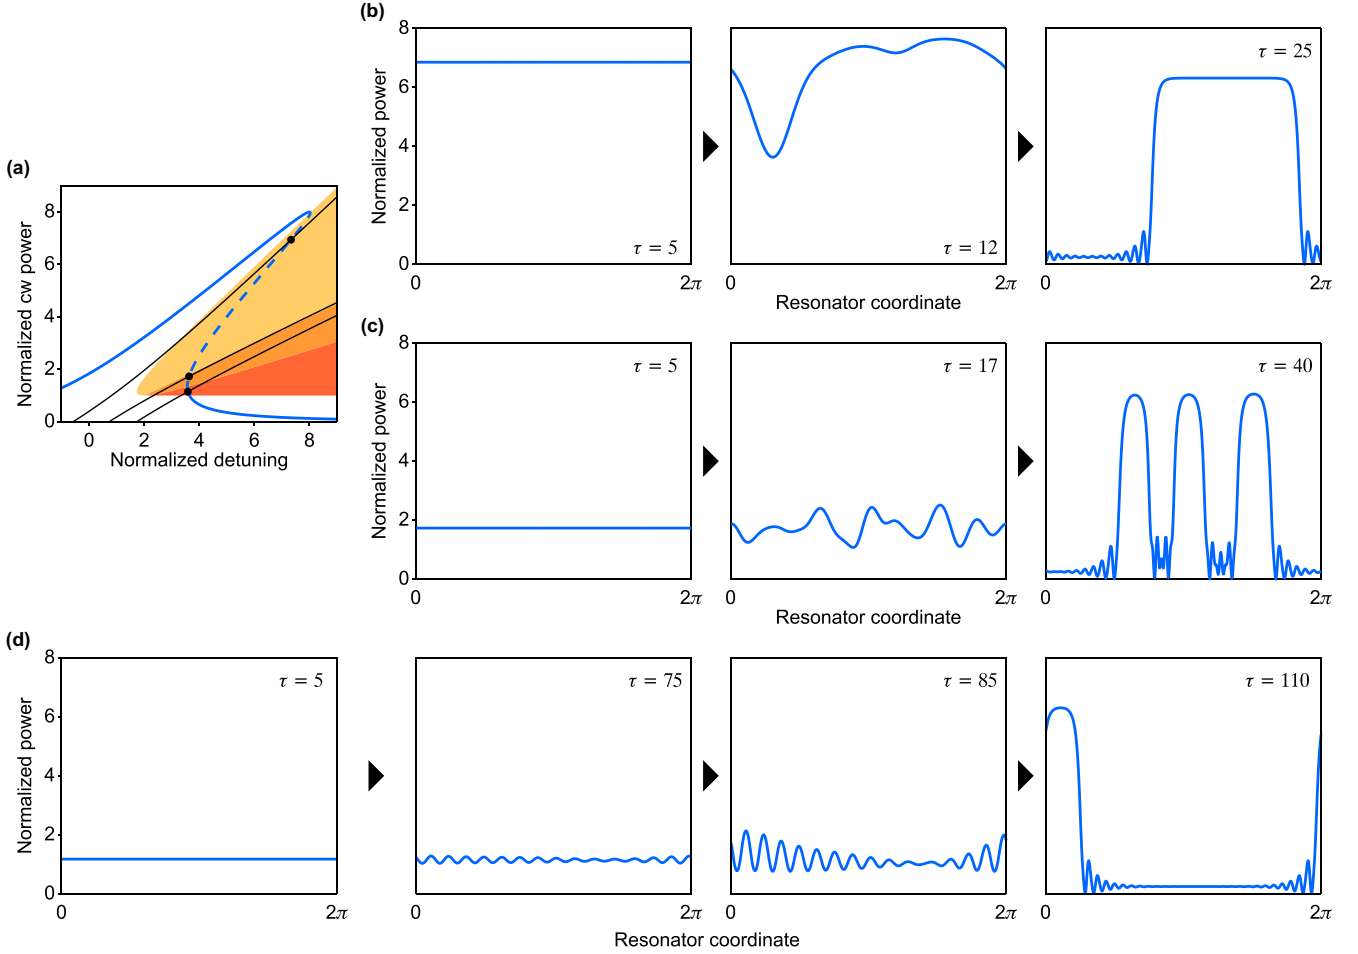 (a)
Normalized cw power
8
6
4
2
0
0 2 4 6 8
Normalized detuning
(b)
Normalized power
8
6
4
2
0
τ = 5
τ = 12
τ = 25
0 2π
0 2π
0 2π
Resonator coordinate
(c)
Normalized power
8
6
4
2
0
τ = 5
τ = 17
τ = 40
0 2π
0 2π
0 2π
Resonator coordinate
(d)
Normalized power
8
6
4
2
0
τ = 5
τ = 75
τ = 85
τ = 110
0 2π
0 2π
0 2π
0 2π
Resonator coordinate